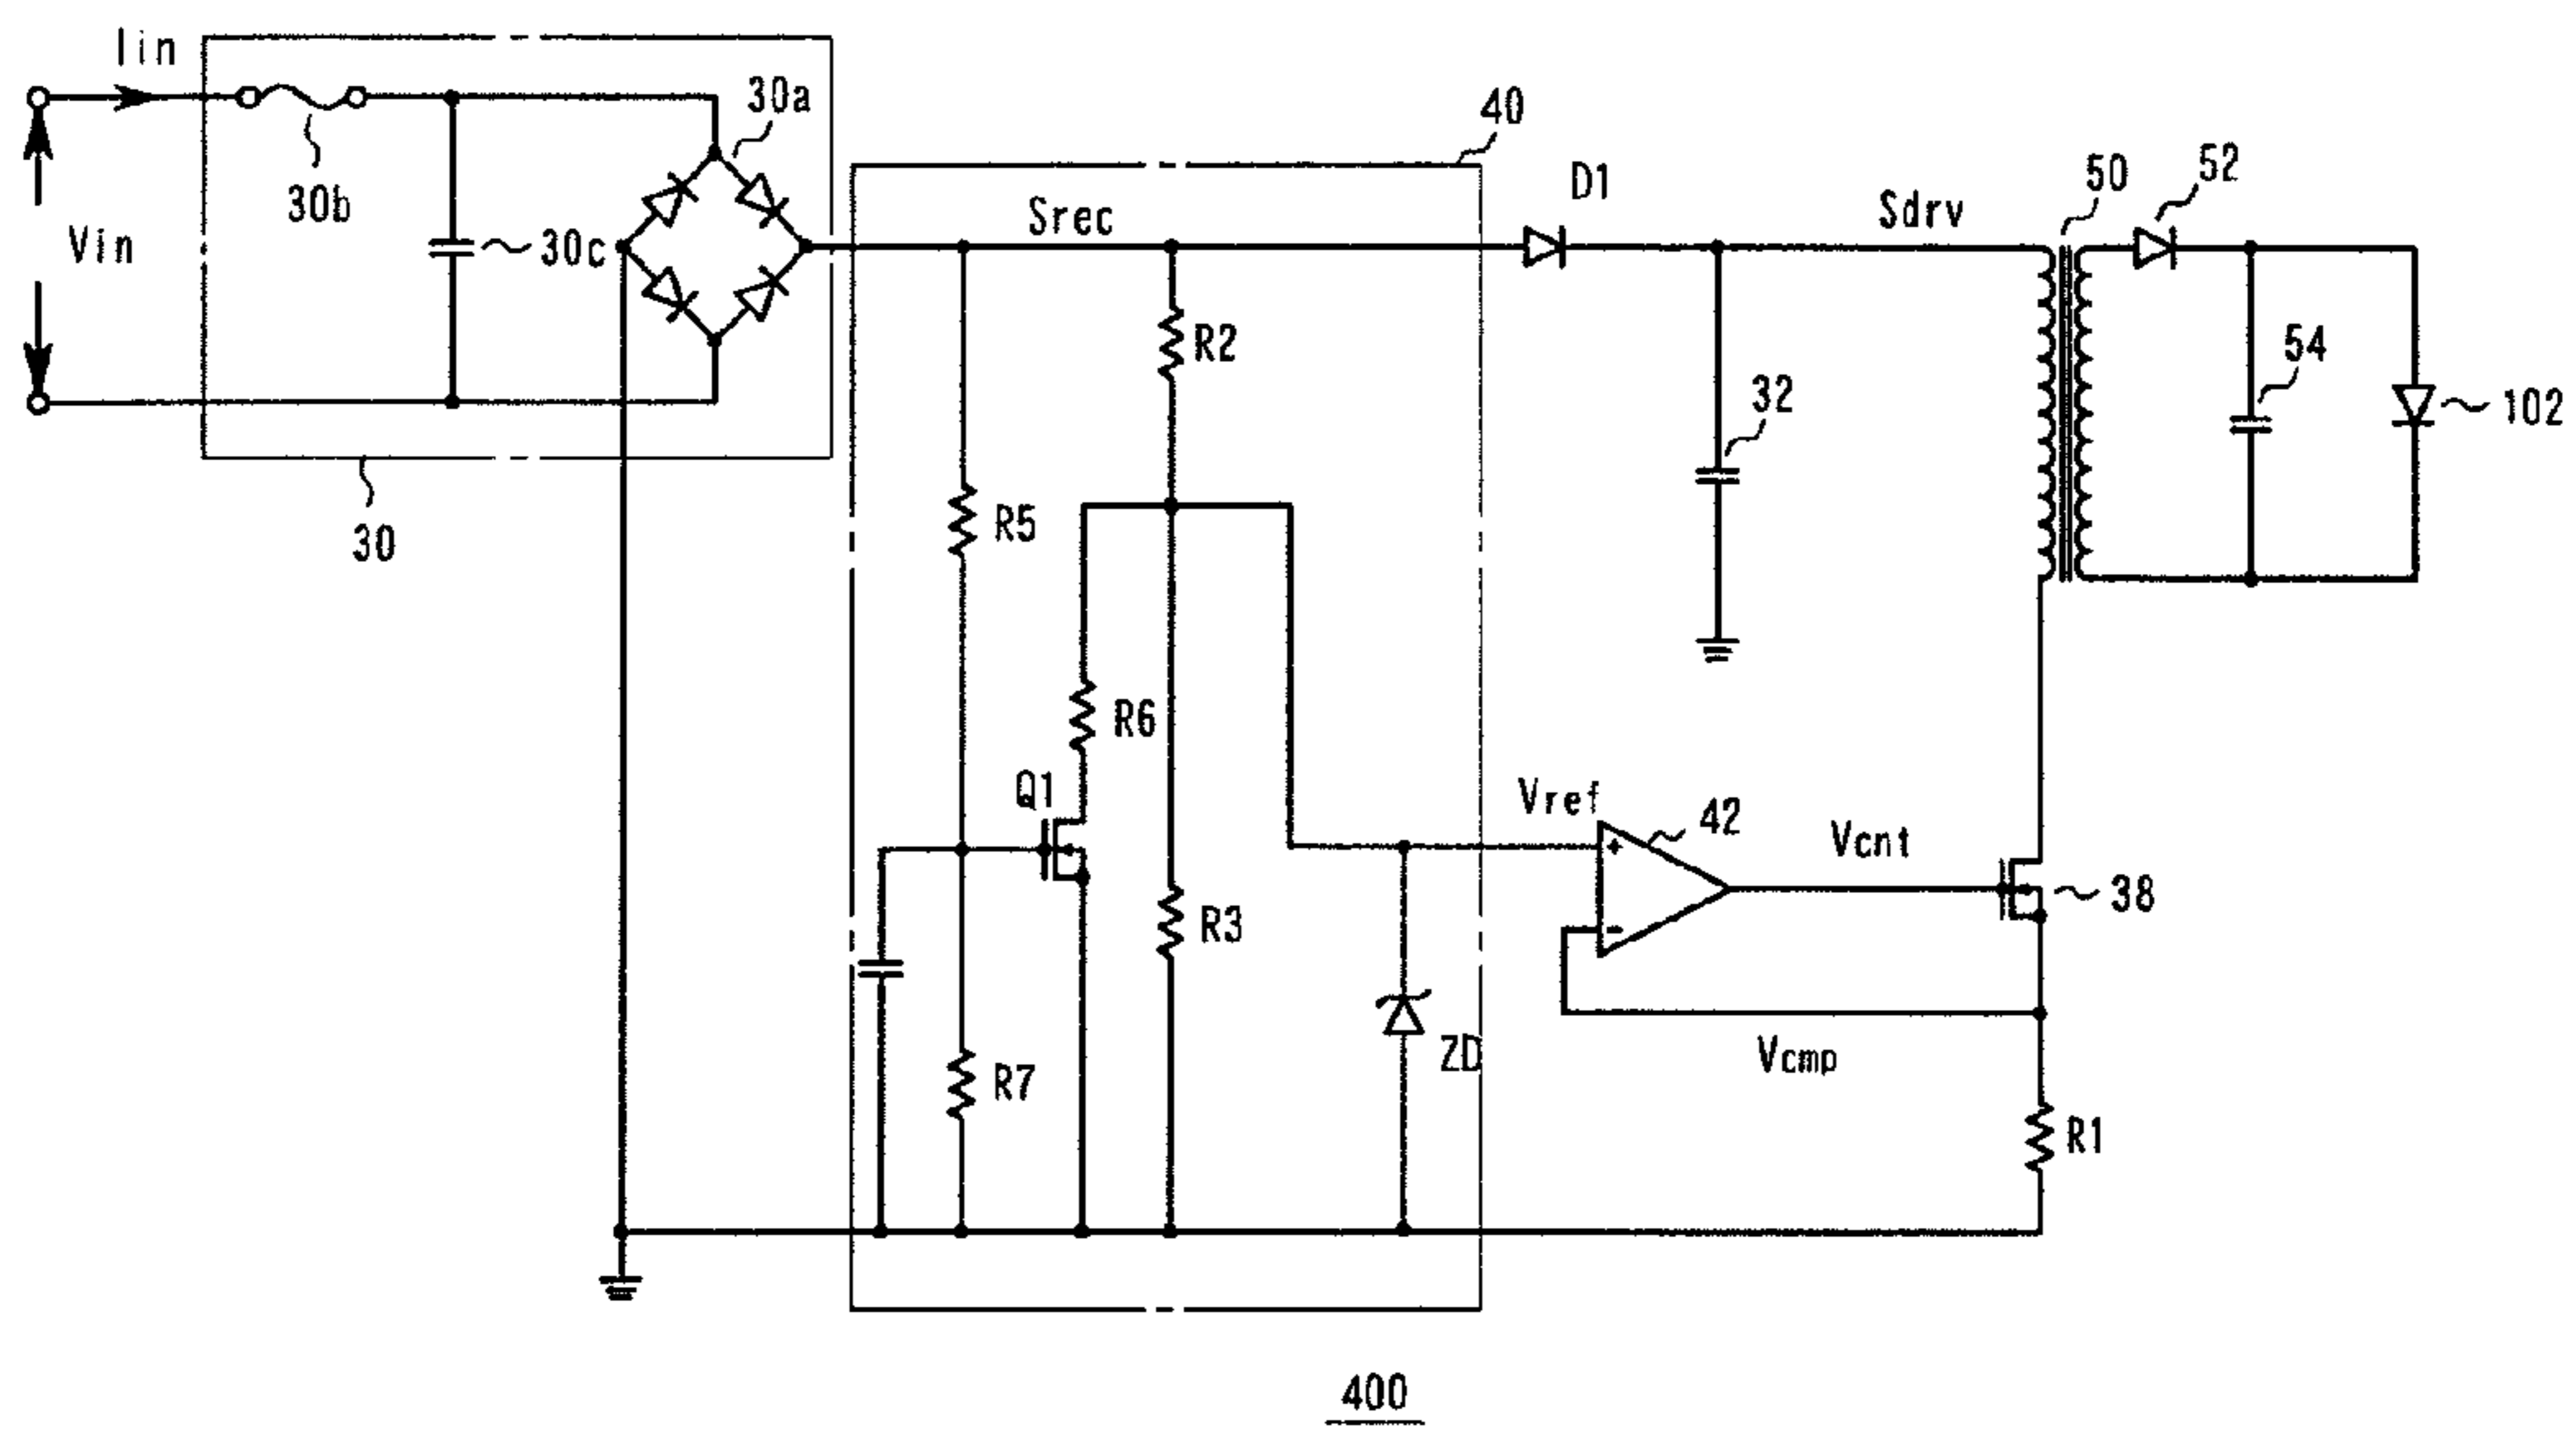 Iin
30a
30b
Vin
30c
30
40
Srec
D1
Sdrv
50
52
R2
54
32
102
R5
R6
Q1
Vref
42
Vcnt
38
R3
+
-
ZD
Vcmp
R7
R1
400